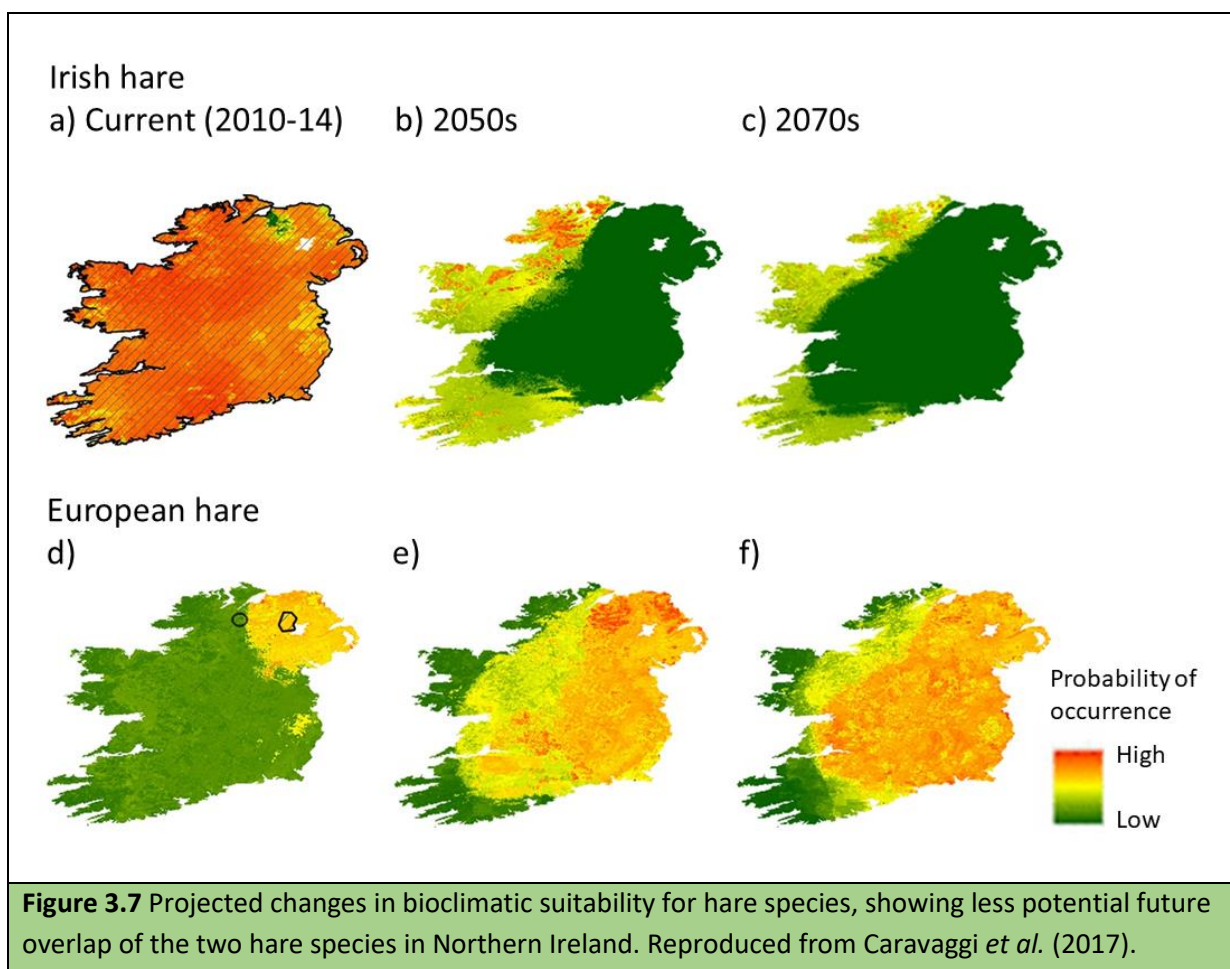 Irish hare
a) Current (2010-14)
b) 2050s
c) 2070s
European hare
d)
e)
f)
Probability of
occurrence
High
Low
Figure 3.7 Projected changes in bioclimatic suitability for hare species, showing less potential future
overlap of the two hare species in Northern Ireland. Reproduced from Caravaggi et al. (2017).